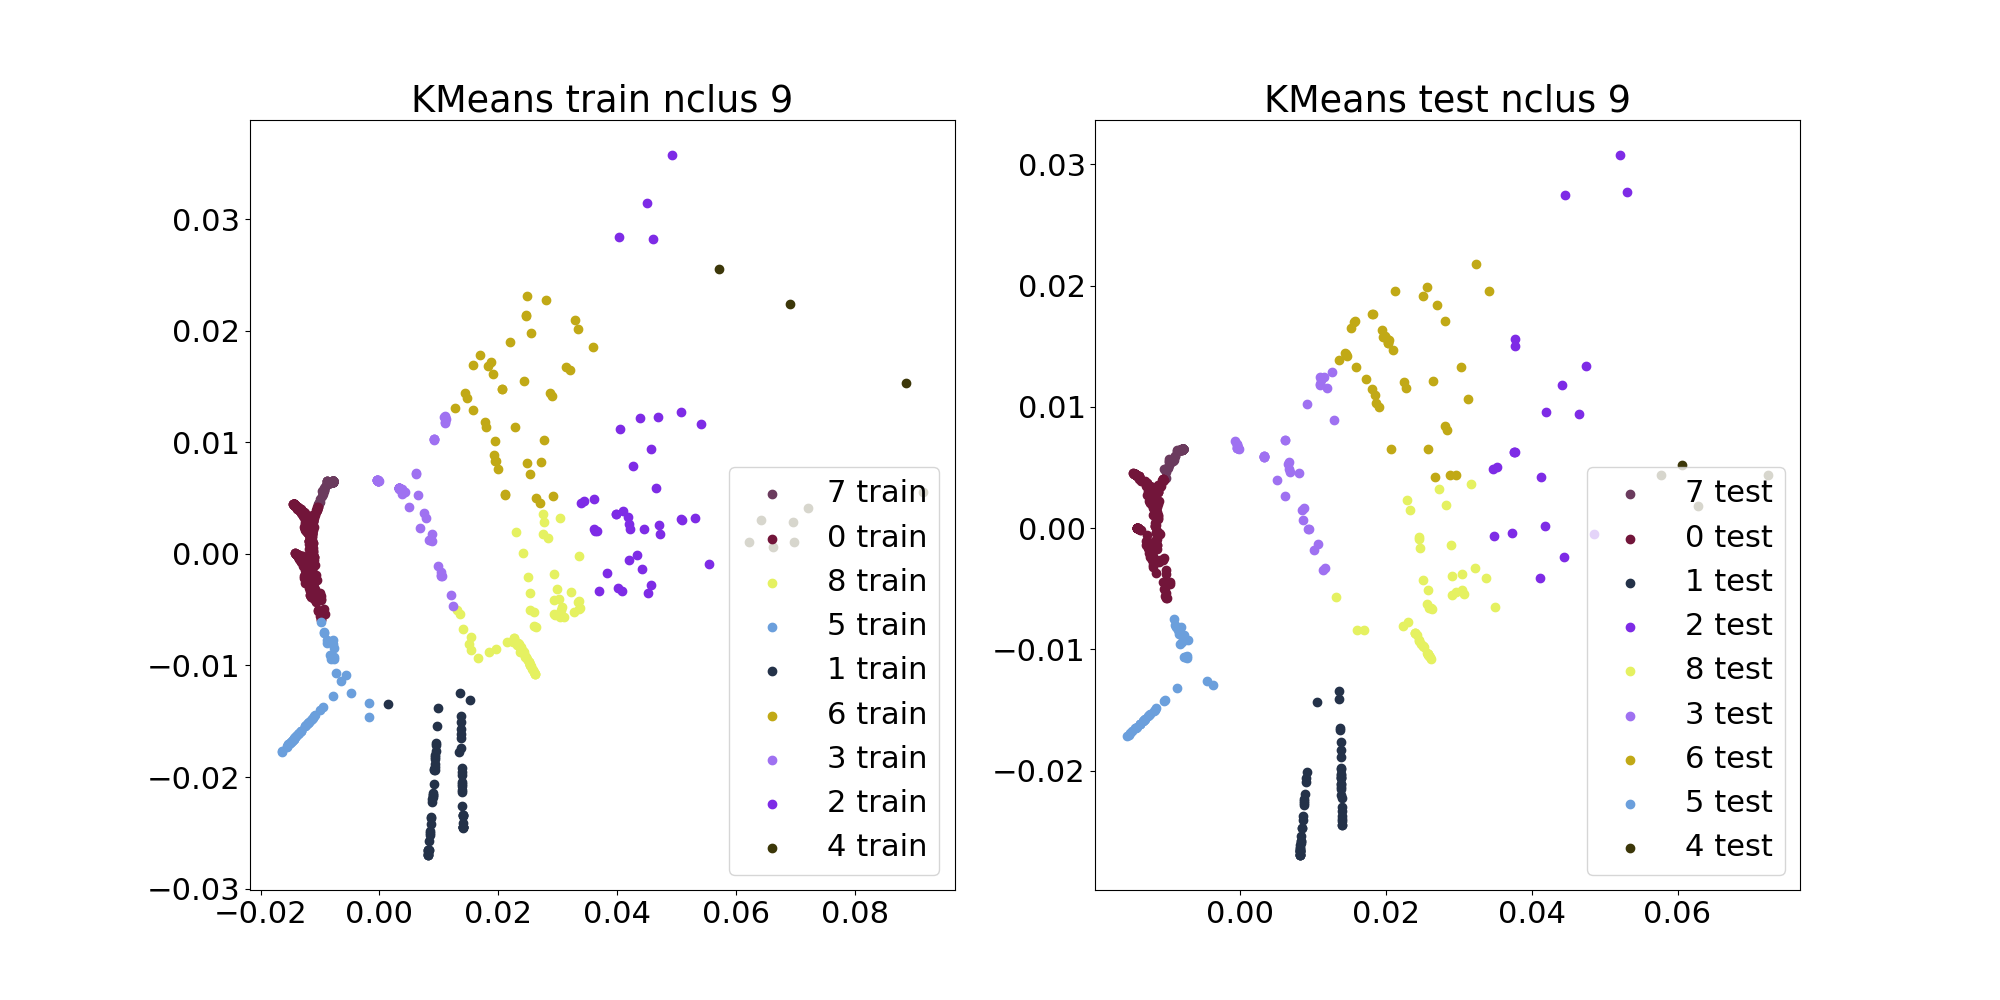 KMeans train nclus 9
0.03
0.02
0.01
0.00
−0.01
−0.02
−0.03
−0.02 0.00 0.02 0.04 0.06 0.08
7 train
0 train
8 train
5 train
1 train
6 train
3 train
2 train
4 train
KMeans test nclus 9
0.03
0.02
0.01
0.00
−0.01
−0.02
0.00 0.02 0.04 0.06
7 test
0 test
1 test
2 test
8 test
3 test
6 test
5 test
4 test